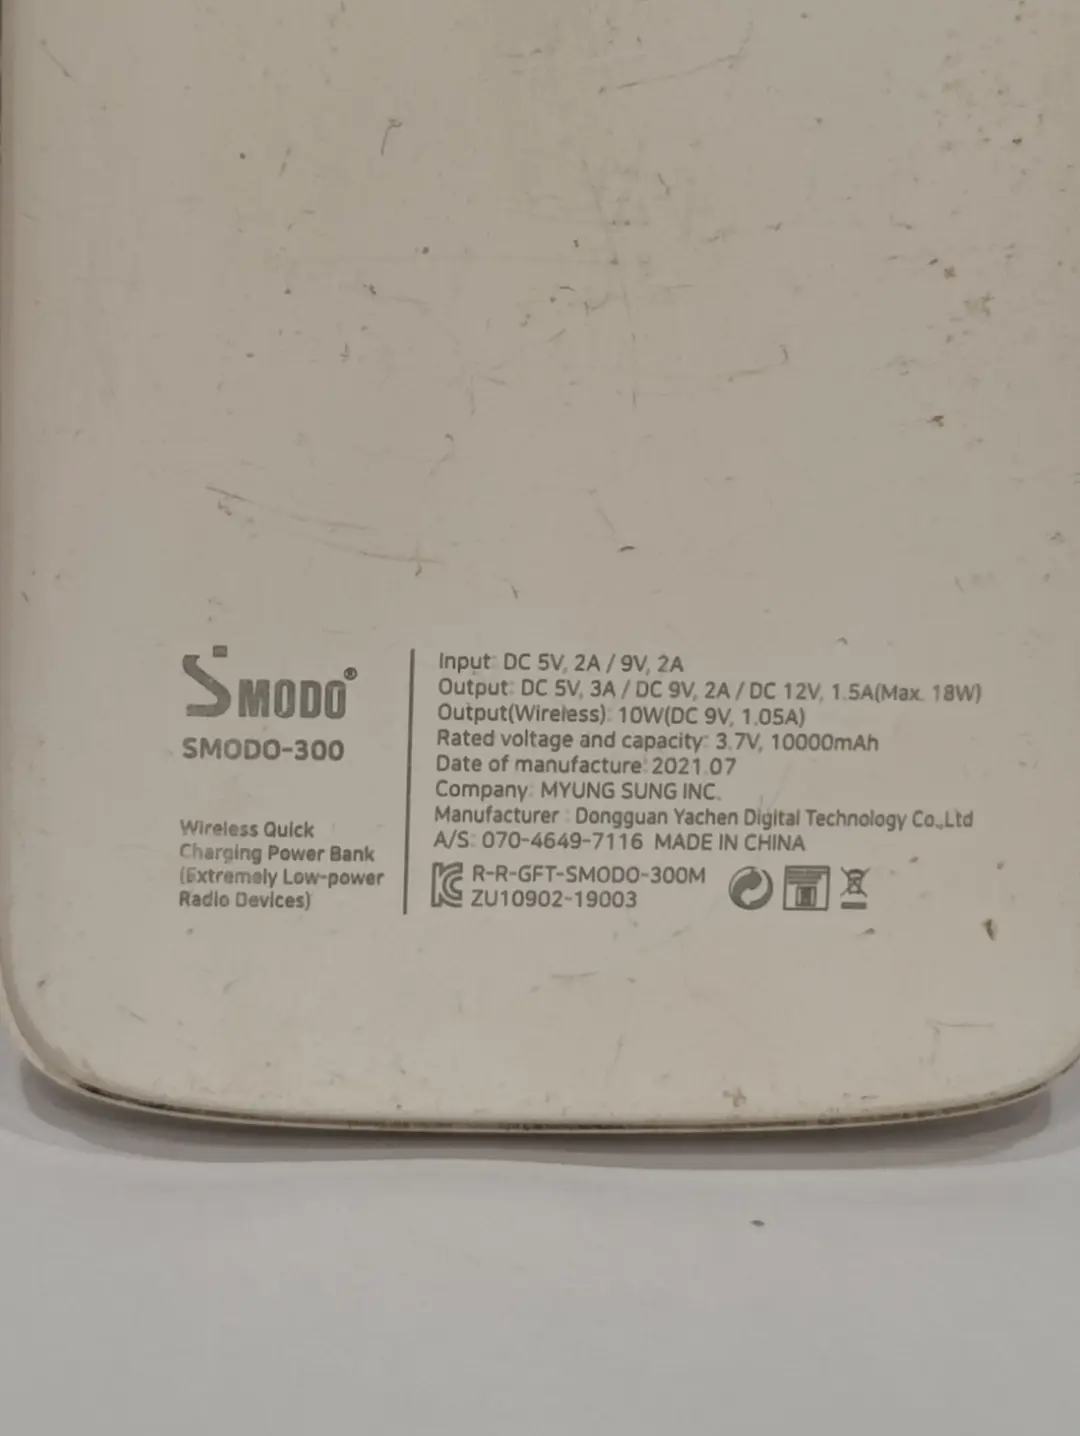 SMODO®
SMODO-300
Wireless Quick
Charging Power Bank
(Extremely Low-power
Radio Devices)
Input: DC 5V, 2A / 9V, 2A
Output: DC 5V, 3A / DC 9V, 2A / DC 12V, 1.5A(Max. 18W)
Output(Wireless): 10W(DC 9V, 1.05A)
Rated voltage and capacity: 3.7V, 10000mAh
Date of manufacture: 2021.07
Company: MYUNG SUNG INC.
Manufacturer : Dongguan Yachen Digital Technology Co.,Ltd
A/S: 070-4649-7116 MADE IN CHINA
R-R-GFT-SMODO-300M
ZU10902-19003